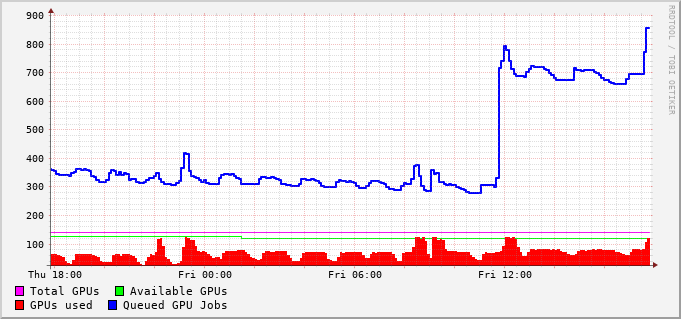 900
800
700
600
500
400
300
200
100
Thu 18:00 Fri 00:00 Fri 06:00 Fri 12:00
Total GPUs Available GPUs
GPUs used Queued GPU Jobs
RRDTOOL / TOBI OETIKER